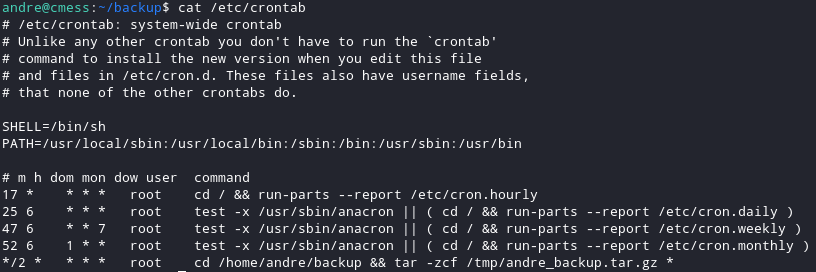 andre@cmess:~/backup$ cat /etc/crontab
# /etc/crontab: system-wide crontab
# Unlike any other crontab you don't have to run the `crontab'
# command to install the new version when you edit this file
# and files in /etc/cron.d. These files also have username fields,
# that none of the other crontabs do.

SHELL=/bin/sh
PATH=/usr/local/sbin:/usr/local/bin:/sbin:/bin:/usr/sbin:/usr/bin

# m h dom mon dow user  command
17 *    * * *   root    cd / && run-parts --report /etc/cron.hourly
25 6    * * *   root    test -x /usr/sbin/anacron || ( cd / && run-parts --report /etc/cron.daily )
47 6    * * 7   root    test -x /usr/sbin/anacron || ( cd / && run-parts --report /etc/cron.weekly )
52 6    1 * *   root    test -x /usr/sbin/anacron || ( cd / && run-parts --report /etc/cron.monthly )
*/2 *   * * *   root    cd /home/andre/backup && tar -zcf /tmp/andre_backup.tar.gz *